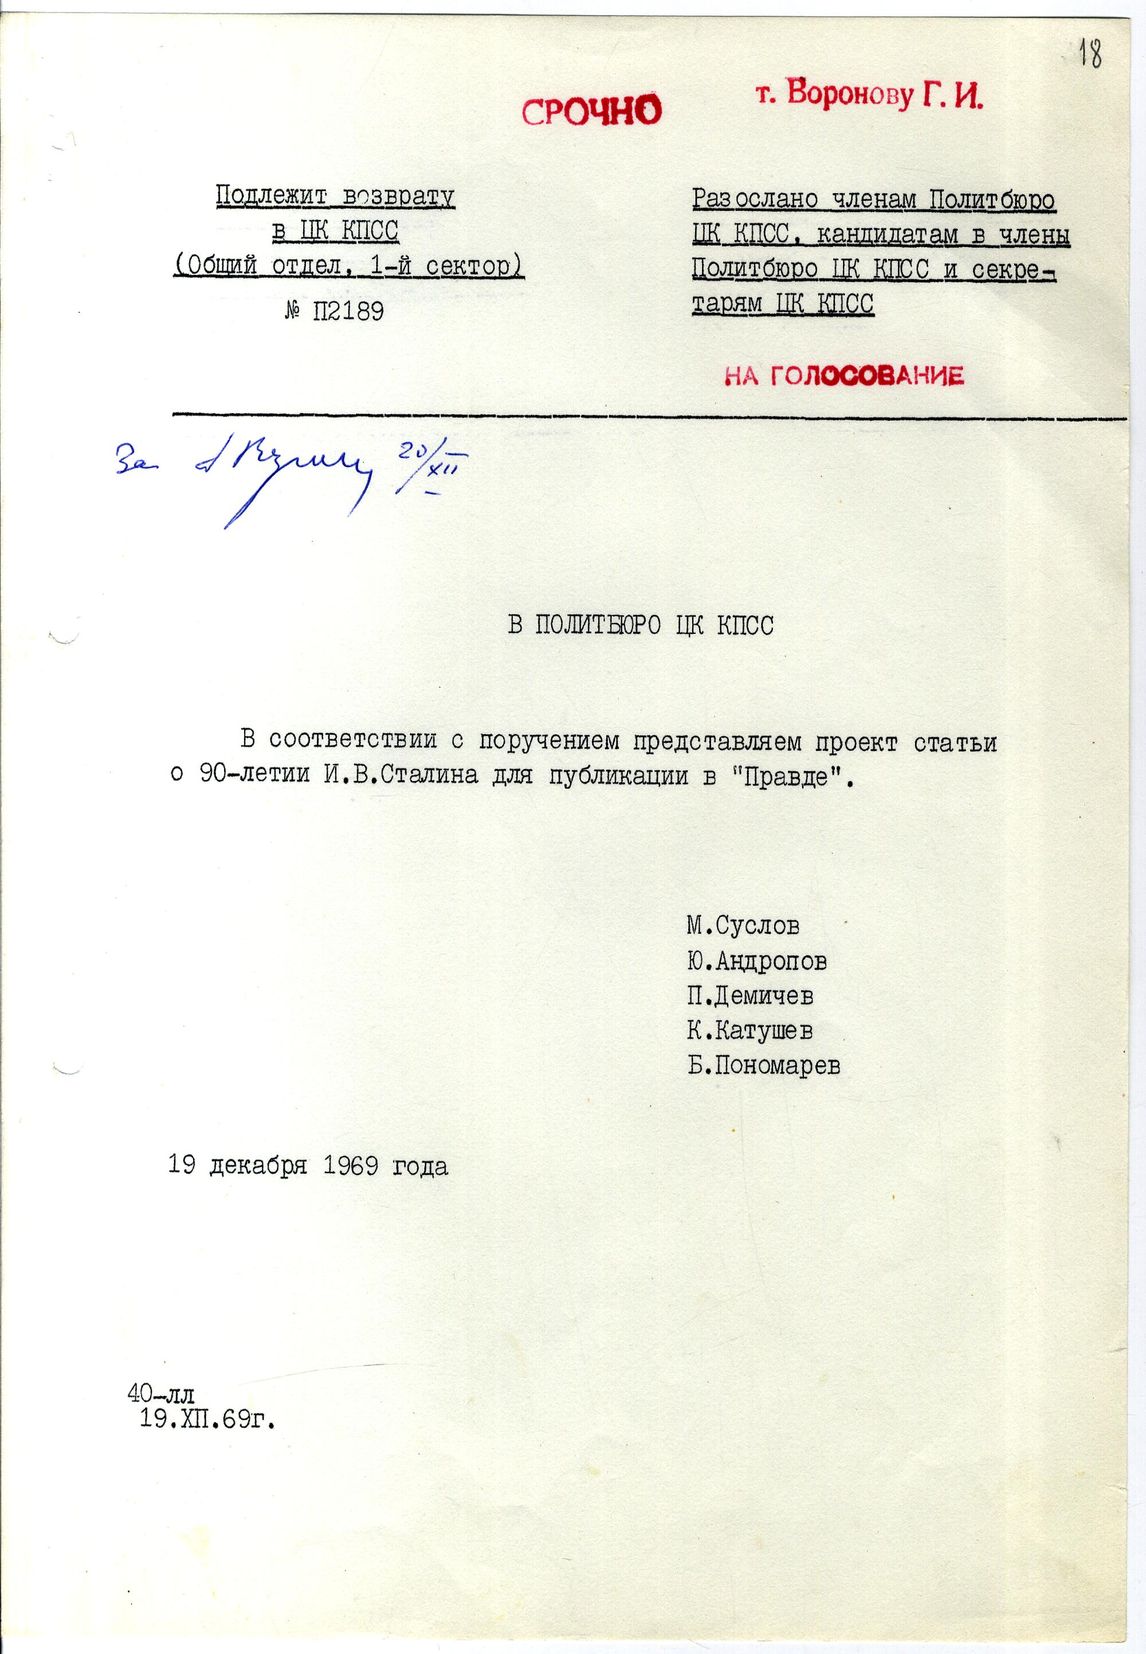 18
СРОЧНО
т. Воронову Г. И.
Подлежит возврату
в ЦК КПСС
(Общий отдел, 1-й сектор)
№ П2189
Разослано членам Политбюро
ЦК КПСС, кандидатам в члены
Политбюро ЦК КПСС и секре-
тарям ЦК КПСС
НА ГОЛОСОВАНИЕ
За 20/XII
В ПОЛИТБЮРО ЦК КПСС
В соответствии с поручением представляем проект статьи
о 90-летии И.В.Сталина для публикации в "Правде".
М.Суслов
Ю.Андропов
П.Демичев
К.Катушев
Б.Пономарев
19 декабря 1969 года
40-лл
19.ХП.69г.